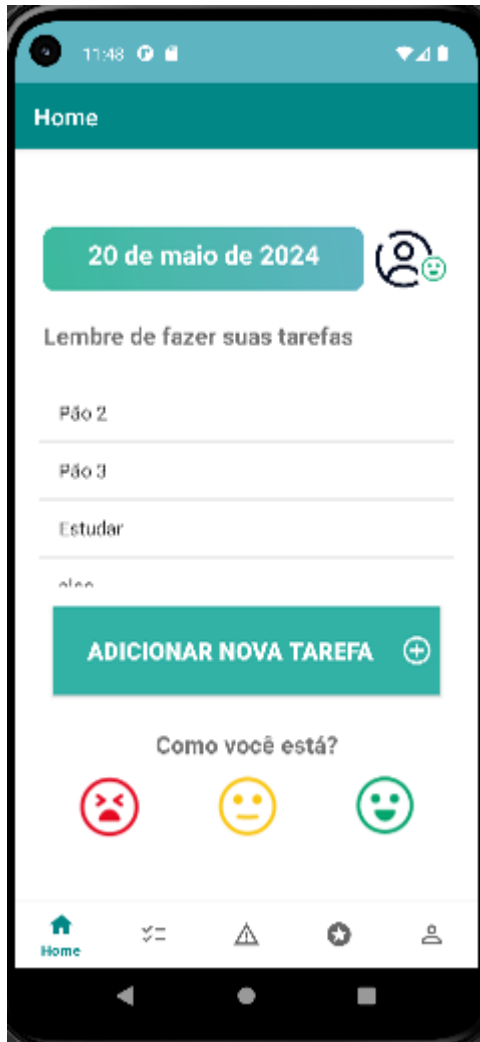 11:48
Home
20 de maio de 2024
Lembre de fazer suas tarefas
Pão 2
Pão 3
Estudar
ADICIONAR NOVA TAREFA
Como você está?
Home